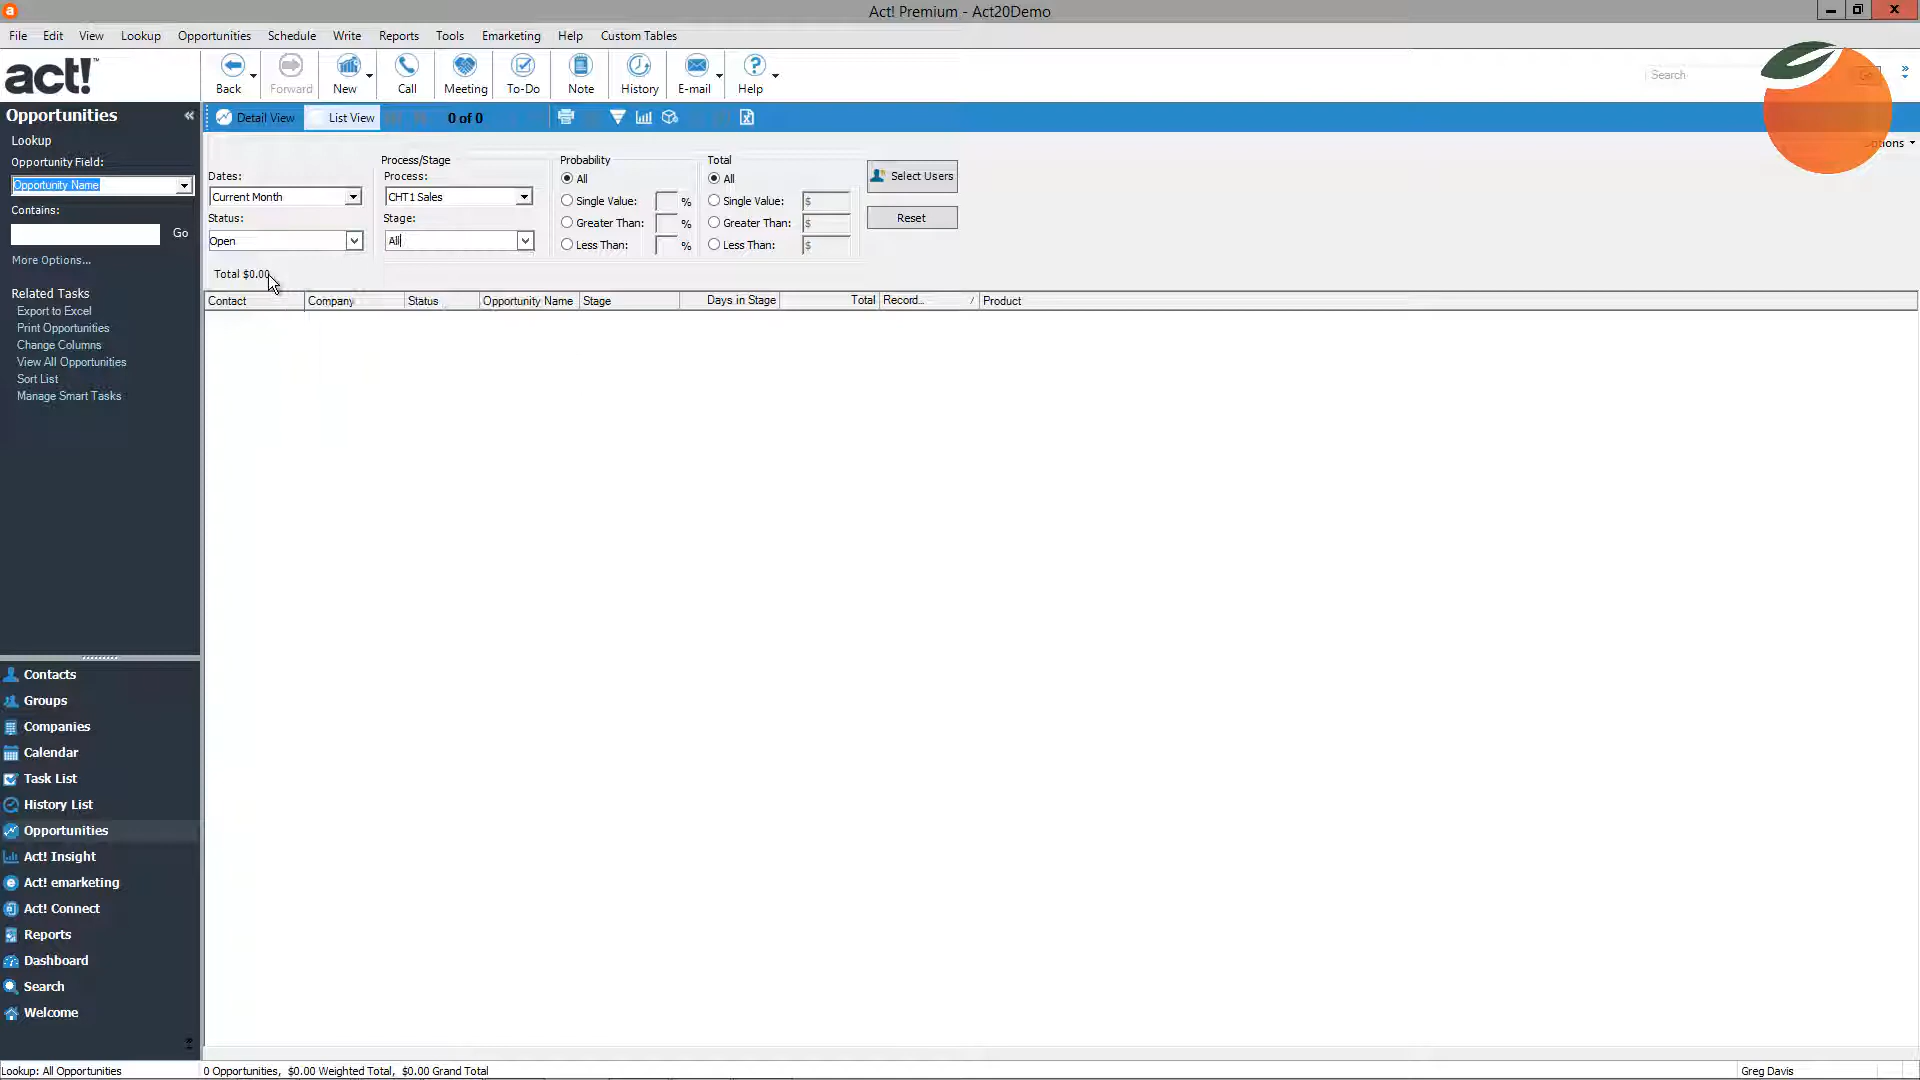 Act! Premium - Act20Demo
File Edit View Lookup Opportunities Schedule Write Reports Tools Emarketing Help Custom Tables
act!™
Back Forward New Call Meeting To-Do Note History E-mail Help
Search
Opportunities «
Detail View List View 0 of 0
Lookup
Opportunity Field:
Opportunity Name
Contains:
Go
More Options...
Related Tasks
Export to Excel
Print Opportunities
Change Columns
View All Opportunities
Sort List
Manage Smart Tasks
Dates:
Current Month
Status:
Open
Process/Stage
Process:
CHT1 Sales
Stage:
All
Probability
All
Single Value: %
Greater Than: %
Less Than: %
Total
All
Single Value: $
Greater Than: $
Less Than: $
Select Users
Reset
Total $0.00
Contact Company Status Opportunity Name Stage Days in Stage Total Record... / Product
Contacts
Groups
Companies
Calendar
Task List
History List
Opportunities
Act! Insight
Act! emarketing
Act! Connect
Reports
Dashboard
Search
Welcome
Lookup: All Opportunities 0 Opportunities, $0.00 Weighted Total, $0.00 Grand Total Greg Davis